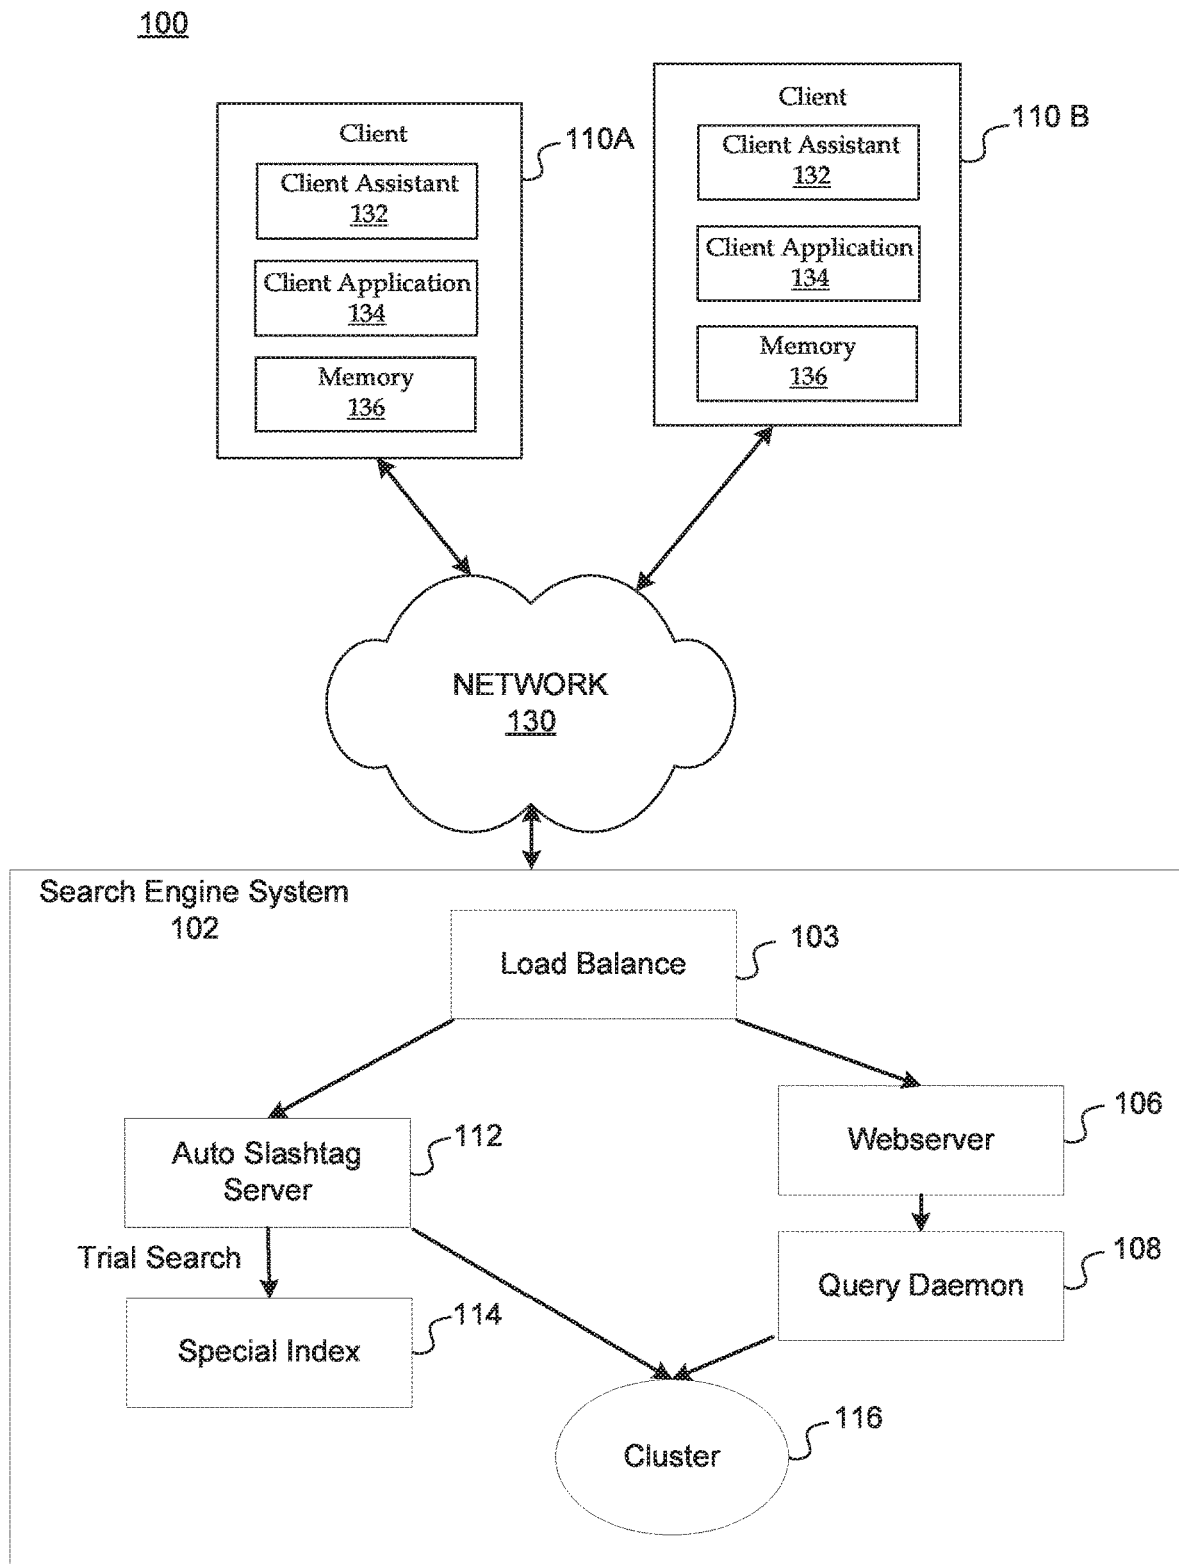 100
Client
Client Assistant
132
Client Application
134
Memory
136
110A
Client
Client Assistant
132
Client Application
134
Memory
136
110 B
NETWORK
130
Search Engine System
102
Load Balance
103
Auto Slashtag
Server
112
Webserver
106
Trial Search
Query Daemon
108
Special Index
114
Cluster
116